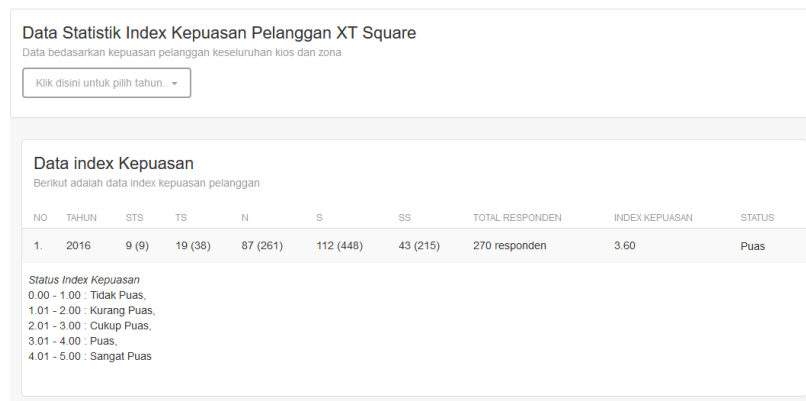 Data Statistik Index Kepuasan Pelanggan XT Square
Data bedasarkan kepuasan pelanggan keseluruhan kios dan zona
Klik disini untuk pilih tahun..
Data index Kepuasan
Berikut adalah data index kepuasan pelanggan
NO TAHUN STS TS N S SS TOTAL RESPONDEN INDEX KEPUASAN STATUS
1. 2016 9 (9) 19 (38) 87 (261) 112 (448) 43 (215) 270 responden 3.60 Puas
Status Index Kepuasan
0.00 - 1.00 : Tidak Puas,
1.01 - 2.00 : Kurang Puas,
2.01 - 3.00 : Cukup Puas,
3.01 - 4.00 : Puas,
4.01 - 5.00 : Sangat Puas